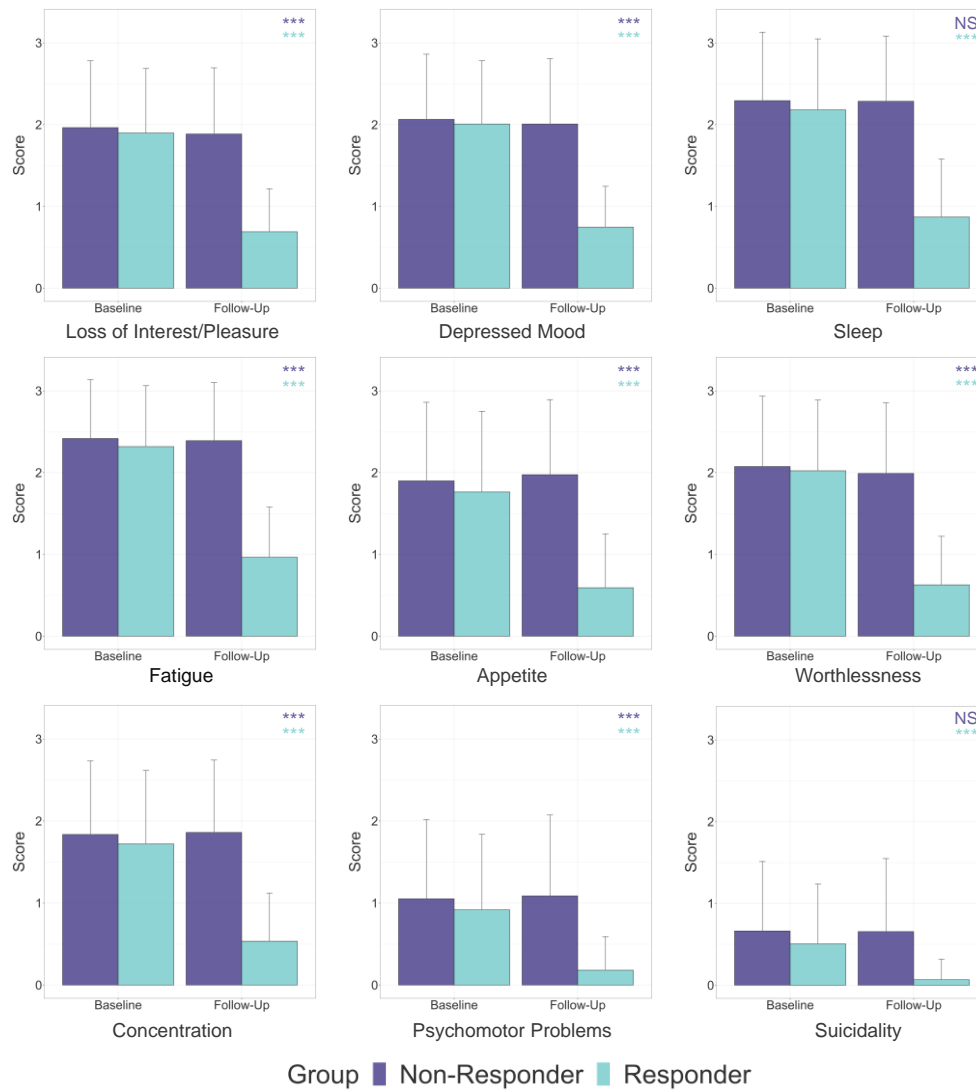 ***
***
3
2
1
0
Score
Baseline Follow-Up
Loss of Interest/Pleasure
***
***
3
2
1
0
Score
Baseline Follow-Up
Depressed Mood
NS
***
3
2
1
0
Score
Baseline Follow-Up
Sleep
***
***
3
2
1
0
Score
Baseline Follow-Up
Fatigue
***
***
3
2
1
0
Score
Baseline Follow-Up
Appetite
***
***
3
2
1
0
Score
Baseline Follow-Up
Worthlessness
***
***
3
2
1
0
Score
Baseline Follow-Up
Concentration
***
***
3
2
1
0
Score
Baseline Follow-Up
Psychomotor Problems
NS
***
3
2
1
0
Score
Baseline Follow-Up
Suicidality
Group Non-Responder Responder